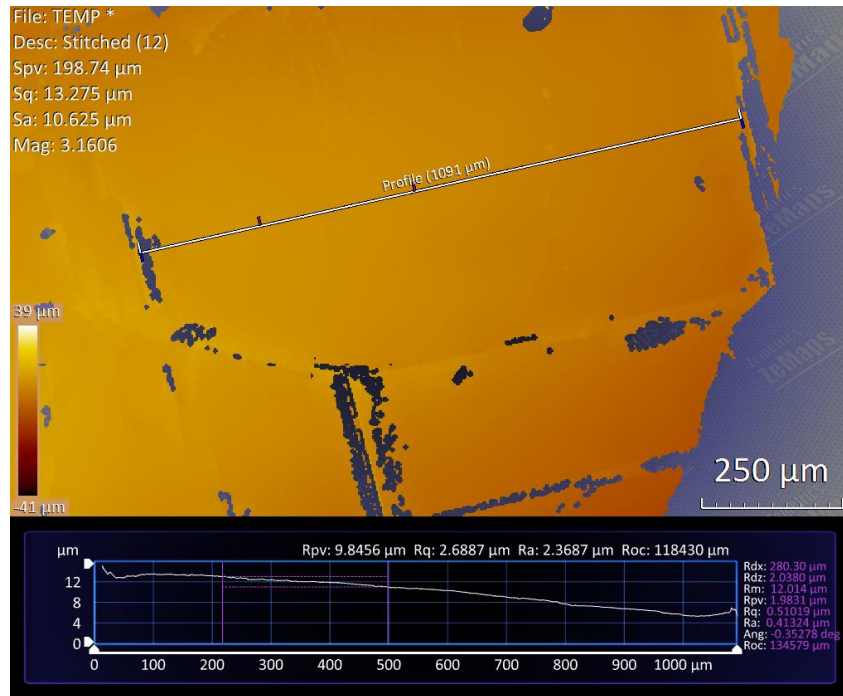 File: TEMP *
Desc: Stitched (12)
Spv: 198.74 µm
Sq: 13.275 µm
Sa: 10.625 µm
Mag: 3.1606
Profile (1091 µm)
39 µm
-41 µm
ZeMaps
250 µm
µm
Rpv: 9.8456 µm Rq: 2.6887 µm Ra: 2.3687 µm Roc: 118430 µm
12
8
4
0
0 100 200 300 400 500 600 700 800 900 1000 µm
Rdx: 280.30 µm
Rdz: 2.0380 µm
Rm: 12.014 µm
Rpv: 1.9831 µm
Rq: 0.51019 µm
Ra: 0.41324 µm
Ang: -0.35278 deg
Roc: 134579 µm